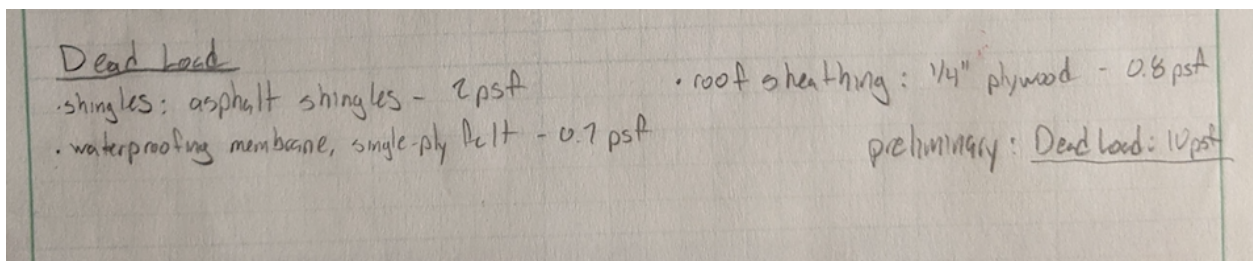 Dead Load
·shingles: asphalt shingles - 2psf
· waterproofing membrane, single-ply felt - 0.7 psf
· roof sheathing: 1/4" plywood - 0.8 psf
preliminary: Dead Load: 10psf